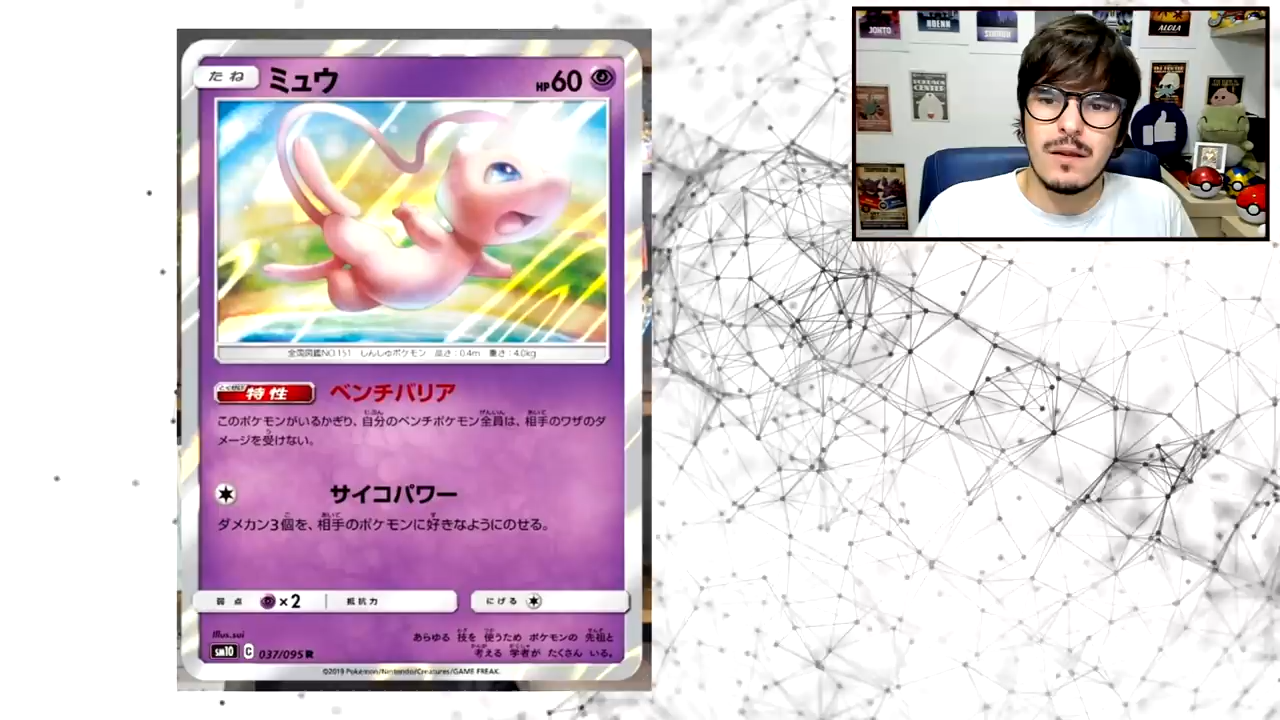 たね ミュウ HP60
全国図鑑NO.151 しんしゅポケモン 高さ:0.4m 重さ:4.0kg
特性 ベンチバリア
このポケモンがいるかぎり、自分のベンチポケモン全員は、相手のワザのダ
メージを受けない。
サイコパワー
ダメカン3個を、相手のポケモンに好きなようにのせる。
弱点 ×2 抵抗力 にげる
Illus.sui
sm10 C 037/095 R
あらゆる 技を 使うため ポケモンの 先祖と
考える 学者が たくさん いる。
©2019 Pokémon/Nintendo/Creatures/GAME FREAK.
JOHTO
HOENN
SINNOH
ALOLA
POKEMON
CENTER